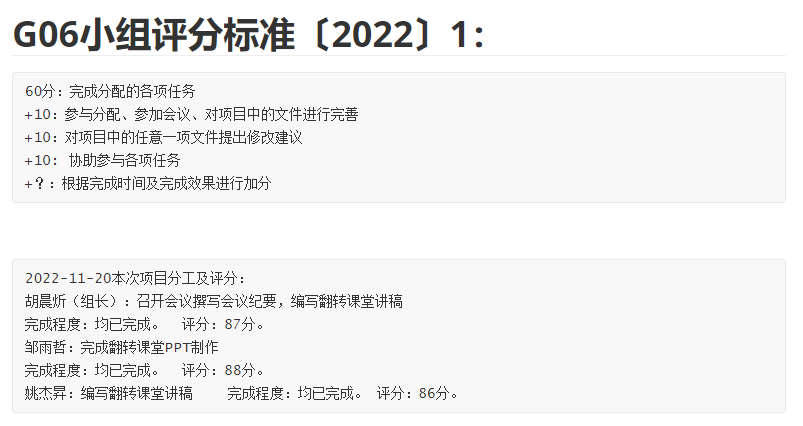 G06小组评分标准〔2022〕1：
60分：完成分配的各项任务
+10：参与分配、参加会议、对项目中的文件进行完善
+10：对项目中的任意一项文件提出修改建议
+10： 协助参与各项任务
+？：根据完成时间及完成效果进行加分
2022-11-20本次项目分工及评分：
胡晨炘（组长）：召开会议撰写会议纪要，编写翻转课堂讲稿
完成程度：均已完成。  评分：87分。
邹雨哲：完成翻转课堂PPT制作
完成程度：均已完成。  评分：88分。
姚杰昇：编写翻转课堂讲稿    完成程度：均已完成。 评分：86分。